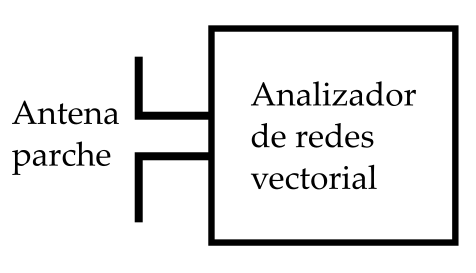 Antena
parche
Analizador
de redes
vectorial